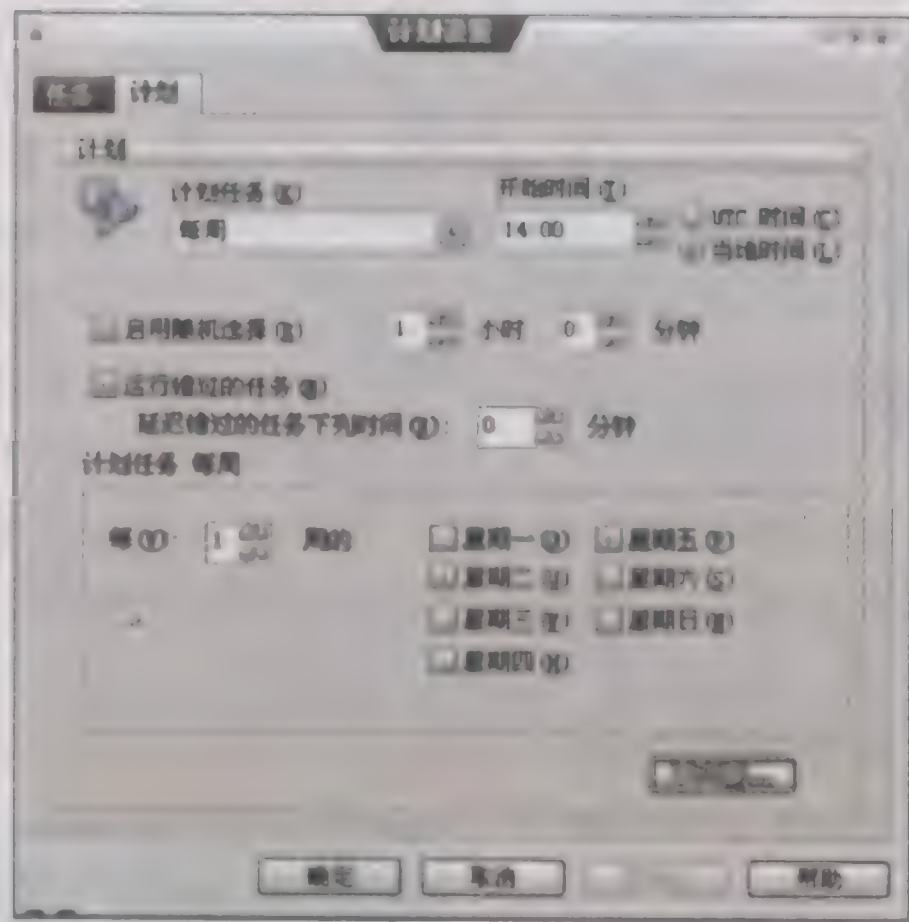 计划设置
任务 计划
计划
计划任务(K) 开始时间(T)
每周 14:00 UTC 时间(C)
当地时间(L)
启用随机选择(R) 1 小时 0 分钟
运行错过的任务
延迟错过的任务下列时间 0 分钟
计划任务 每周
每 1 周的 星期一 星期五
星期二 星期六(S)
星期三 星期日
星期四
确定 取消 帮助